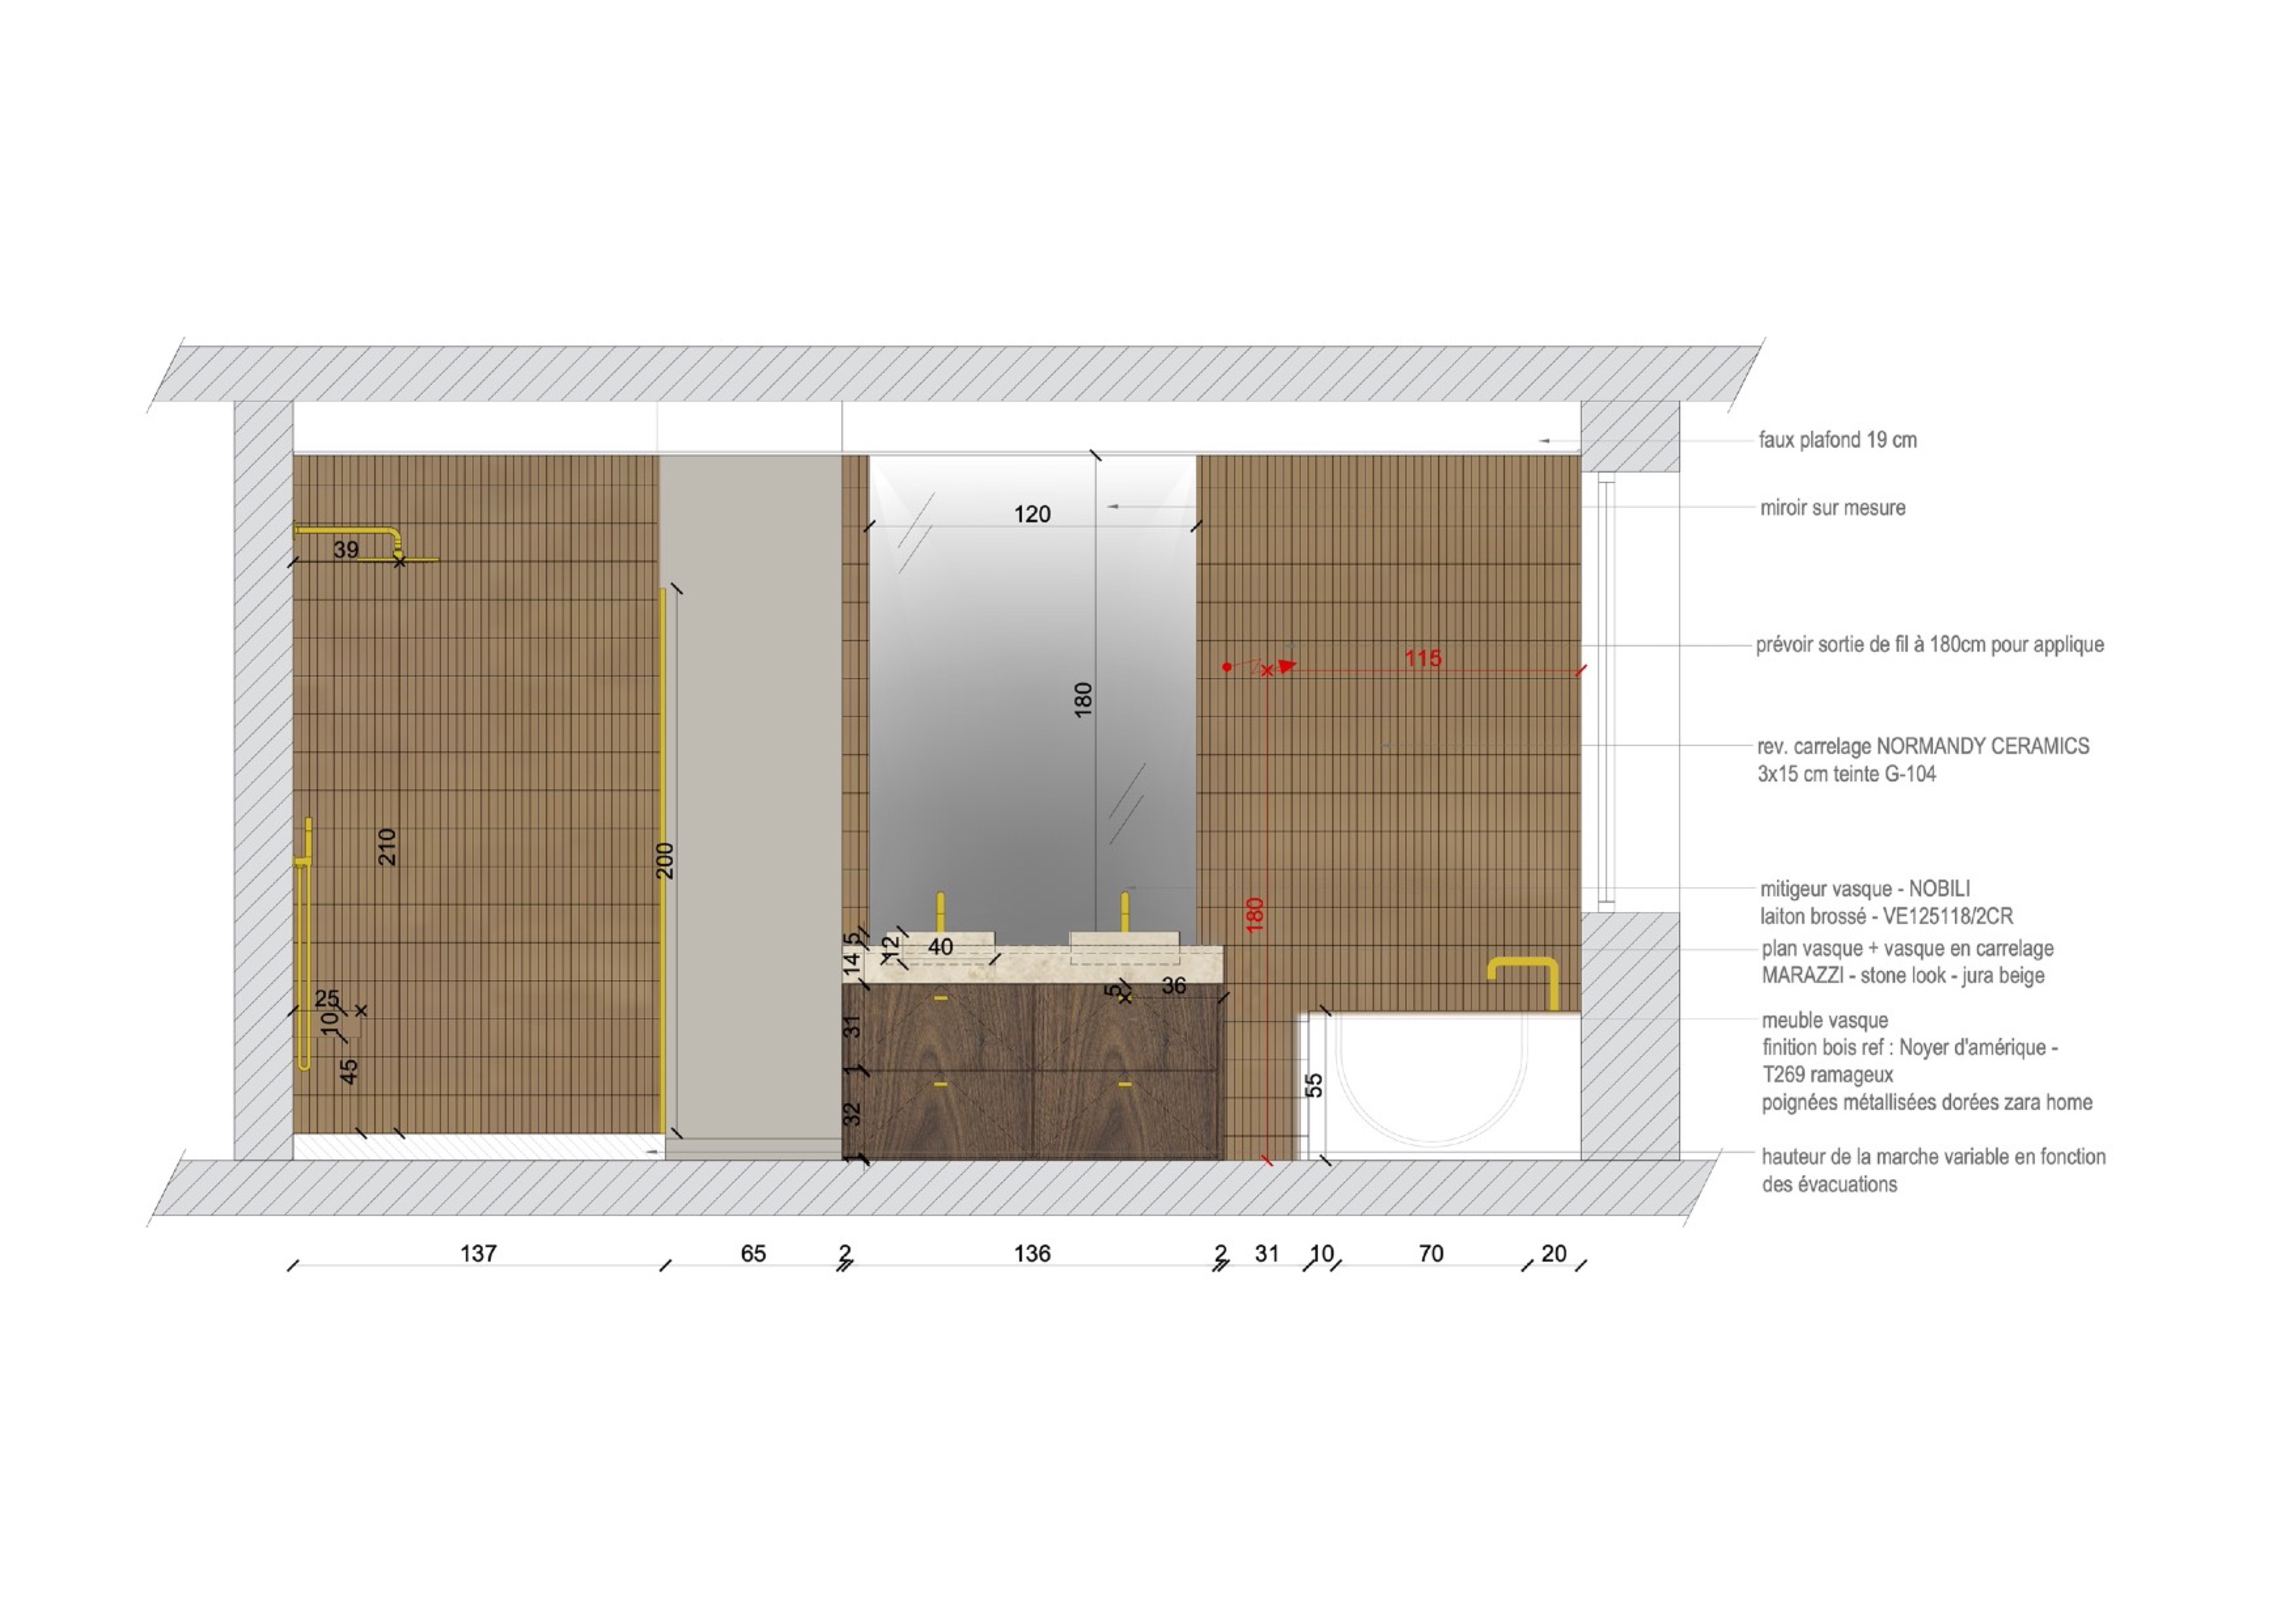 faux plafond 19 cm
120
miroir sur mesure
39
prévoir sortie de fil à 180cm pour applique
115
180
rev. carrelage NORMANDY CERAMICS
3x15 cm teinte G-104
210
200
mitigeur vasque - NOBILI
laiton brossé - VE125118/2CR
180
5
12
40
14
plan vasque + vasque en carrelage
MARAZZI - stone look - jura beige
25
10
45
5
36
31
1
32
1
55
meuble vasque
finition bois ref : Noyer d'amérique -
T269 ramageux
poignées métallisées dorées zara home
hauteur de la marche variable en fonction
des évacuations
137 65 2 136 2 31 10 70 20